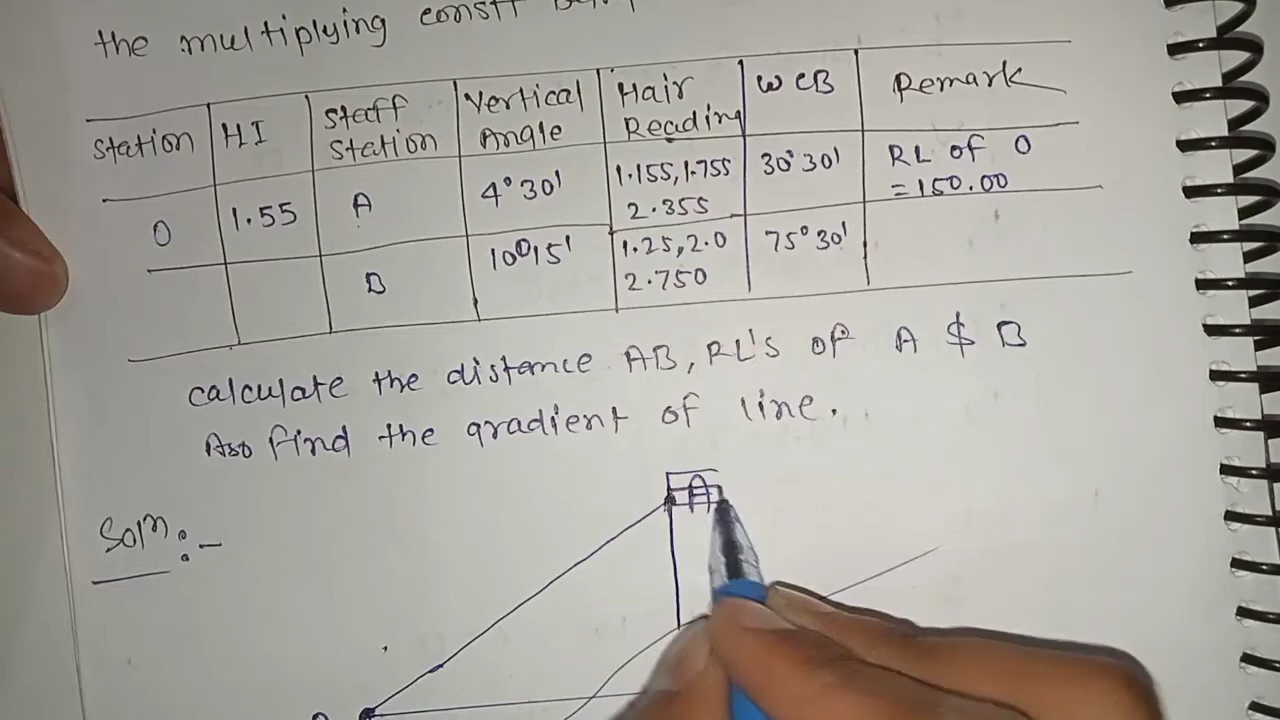 the multiplying constt
Station HI Staff Station Vertical Angle Hair Reading WCB Remark
O 1.55 A 4°30' 1.155, 1.755 2.355 30°30' RL of O =150.00
B 10°15' 1.25, 2.0 2.750 75°30'
calculate the distance AB, RL's of A $ B
Also find the gradient of line.
Soln:-
A